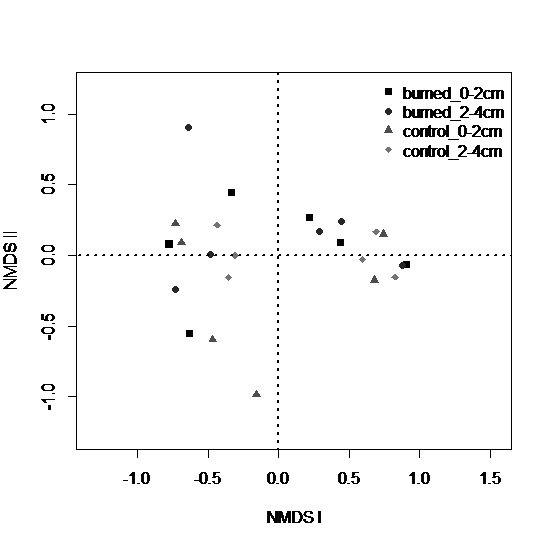 burned_0-2cm
burned_2-4cm
control_0-2cm
control_2-4cm
1.0
0.5
0.0
-0.5
-1.0
NMDS II
-1.0 -0.5 0.0 0.5 1.0 1.5
NMDS I